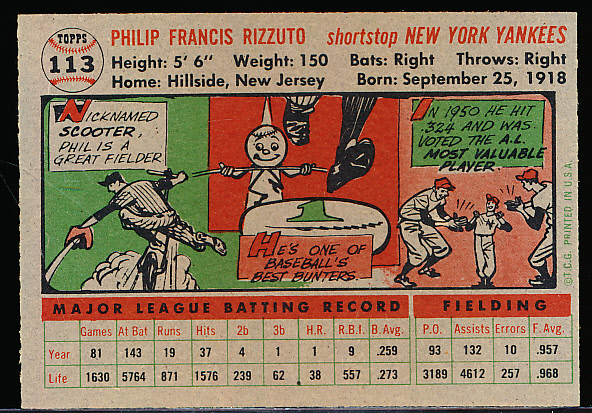 TOPPS
113
PHILIP FRANCIS RIZZUTO shortstop NEW YORK YANKEES
Height: 5' 6" Weight: 150 Bats: Right Throws: Right
Home: Hillside, New Jersey Born: September 25, 1918
NICKNAMED
SCOOTER,
PHIL IS A
GREAT FIELDER
HE'S ONE OF
BASEBALL'S
BEST BUNTERS.
IN 1950 HE HIT
.324 AND WAS
VOTED THE A.L.
MOST VALUABLE
PLAYER.
©T.C.G. PRINTED IN U.S.A.
MAJOR LEAGUE BATTING RECORD FIELDING
Games At Bat Runs Hits 2b 3b H.R. R.B.I. B. Avg. P.O. Assists Errors F. Avg.
Year 81 143 19 37 4 1 1 9 .259 93 132 10 .957
Life 1630 5764 871 1576 239 62 38 557 .273 3189 4612 257 .968